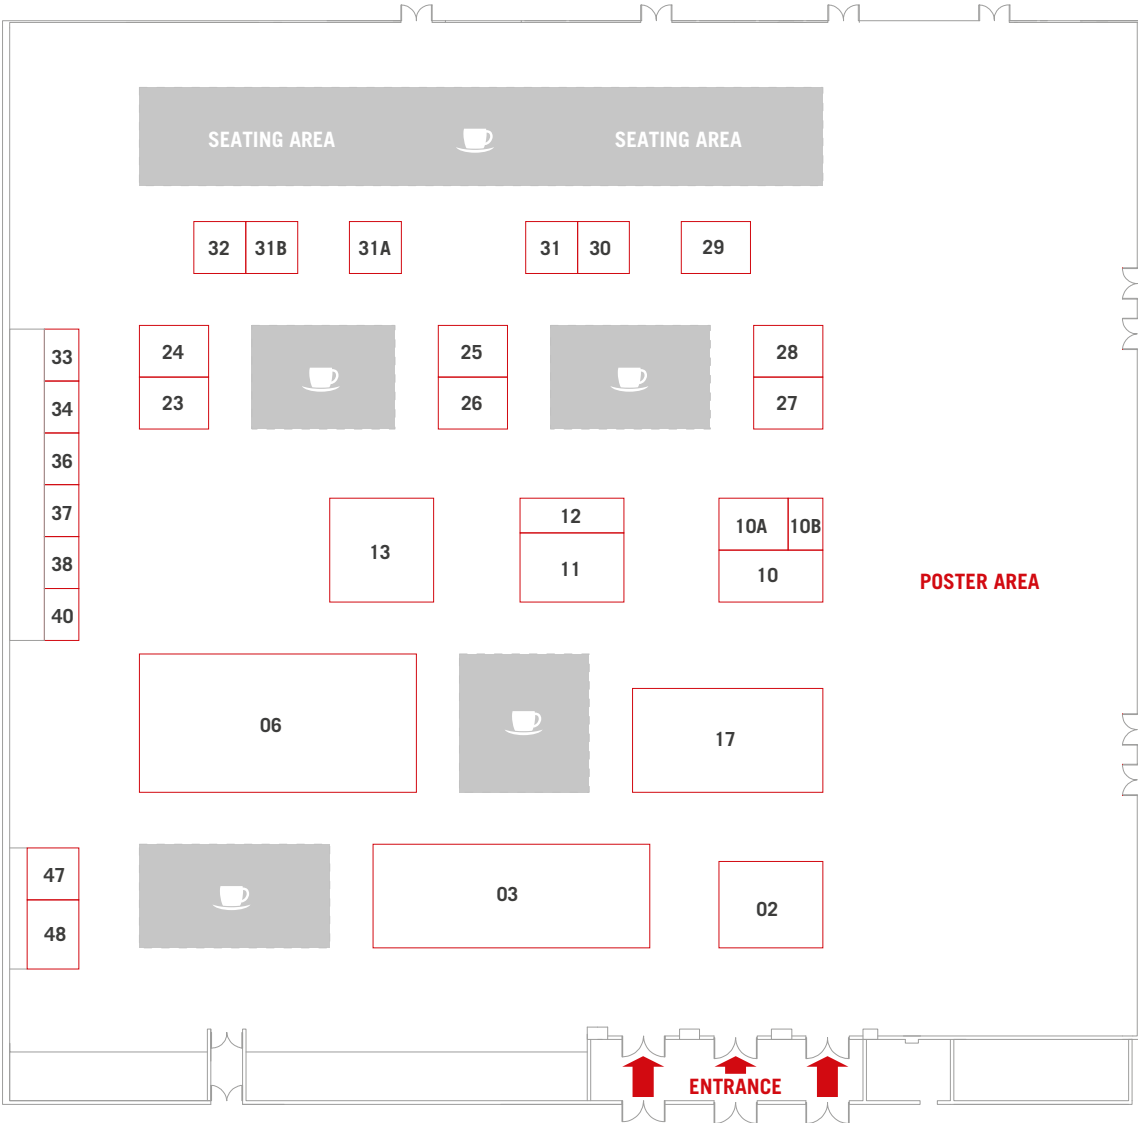 SEATING AREA SEATING AREA
32 31B 31A 31 30 29
33 24 25 28
34 23 26 27
36
37 12 10A 10B
13
38 11 10
POSTER AREA
40
06 17
47 03
48 02
ENTRANCE